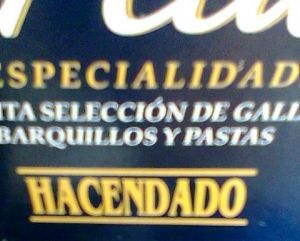 ESPECIALIDAD
ITA SELECCIÓN DE GALL
BARQUILLOS Y PASTAS
HACENDADO